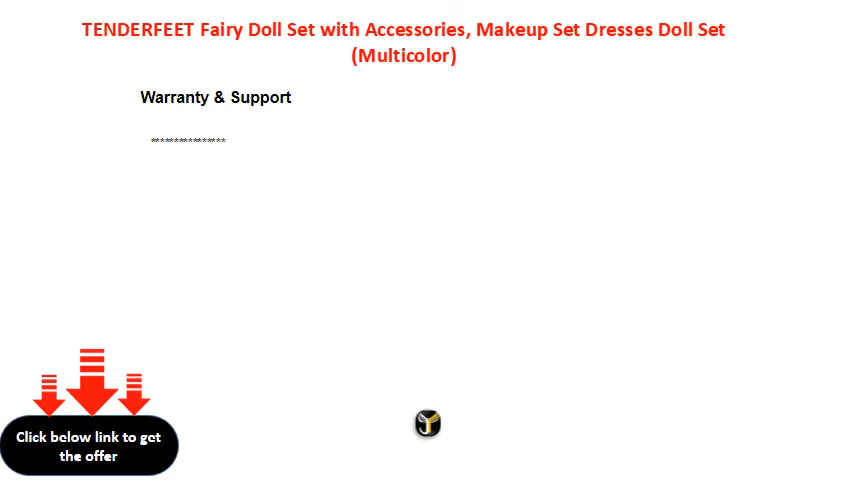 TENDERFEET Fairy Doll Set with Accessories, Makeup Set Dresses Doll Set
(Multicolor)
Warranty & Support
****************
Click below link to get
the offer